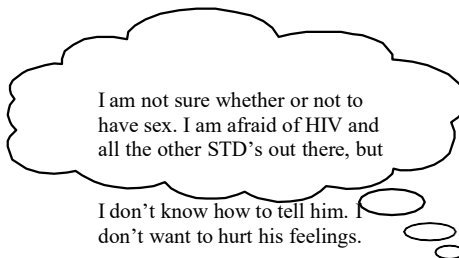 I am not sure whether or not to
have sex. I am afraid of HIV and
all the other STD's out there, but
I don't know how to tell him. I
don't want to hurt his feelings.